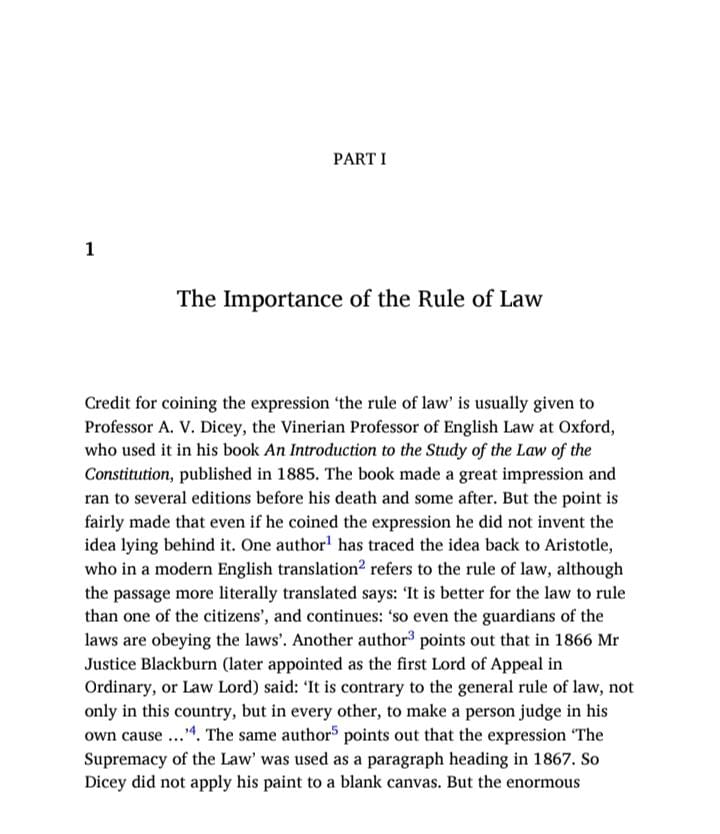 PART I
1
The Importance of the Rule of Law
Credit for coining the expression ‘the rule of law’ is usually given to
Professor A. V. Dicey, the Vinerian Professor of English Law at Oxford,
who used it in his book An Introduction to the Study of the Law of the
Constitution, published in 1885. The book made a great impression and
ran to several editions before his death and some after. But the point is
fairly made that even if he coined the expression he did not invent the
idea lying behind it. One author¹ has traced the idea back to Aristotle,
who in a modern English translation² refers to the rule of law, although
the passage more literally translated says: ‘It is better for the law to rule
than one of the citizens’, and continues: ‘so even the guardians of the
laws are obeying the laws’. Another author³ points out that in 1866 Mr
Justice Blackburn (later appointed as the first Lord of Appeal in
Ordinary, or Law Lord) said: ‘It is contrary to the general rule of law, not
only in this country, but in every other, to make a person judge in his
own cause …’⁴. The same author⁵ points out that the expression ‘The
Supremacy of the Law’ was used as a paragraph heading in 1867. So
Dicey did not apply his paint to a blank canvas. But the enormous